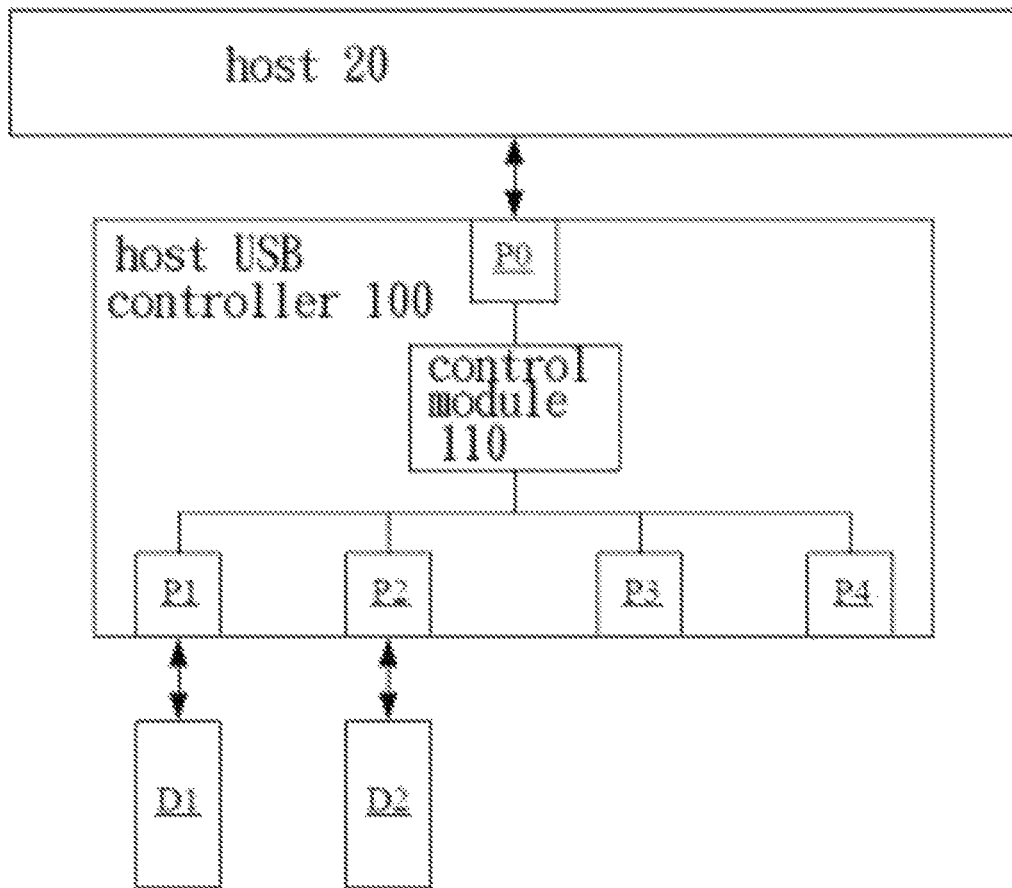 host 20
P0
host USB
controller 100
control
module
110
P1 P2 P3 P4
D1 D2